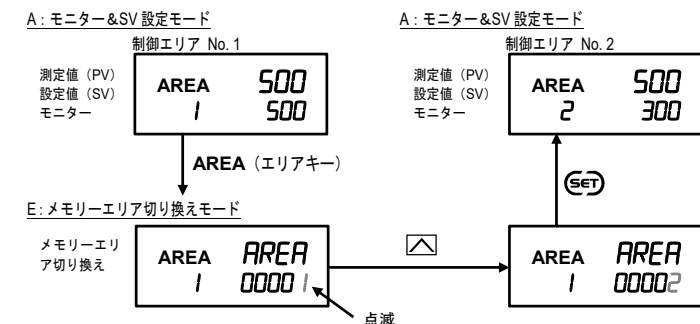 A : モニター＆SV 設定モード
制御エリア No. 1
測定値（PV）
設定値（SV）
モニター
AREA 500
1 500
AREA（エリアキー）
E : メモリーエリア切り換えモード
メモリーエリ
ア切り換え
AREA AREA
1 00001
点滅
A : モニター＆SV 設定モード
制御エリア No. 2
測定値（PV）
設定値（SV）
モニター
AREA 500
2 300
SET
AREA AREA
1 00002